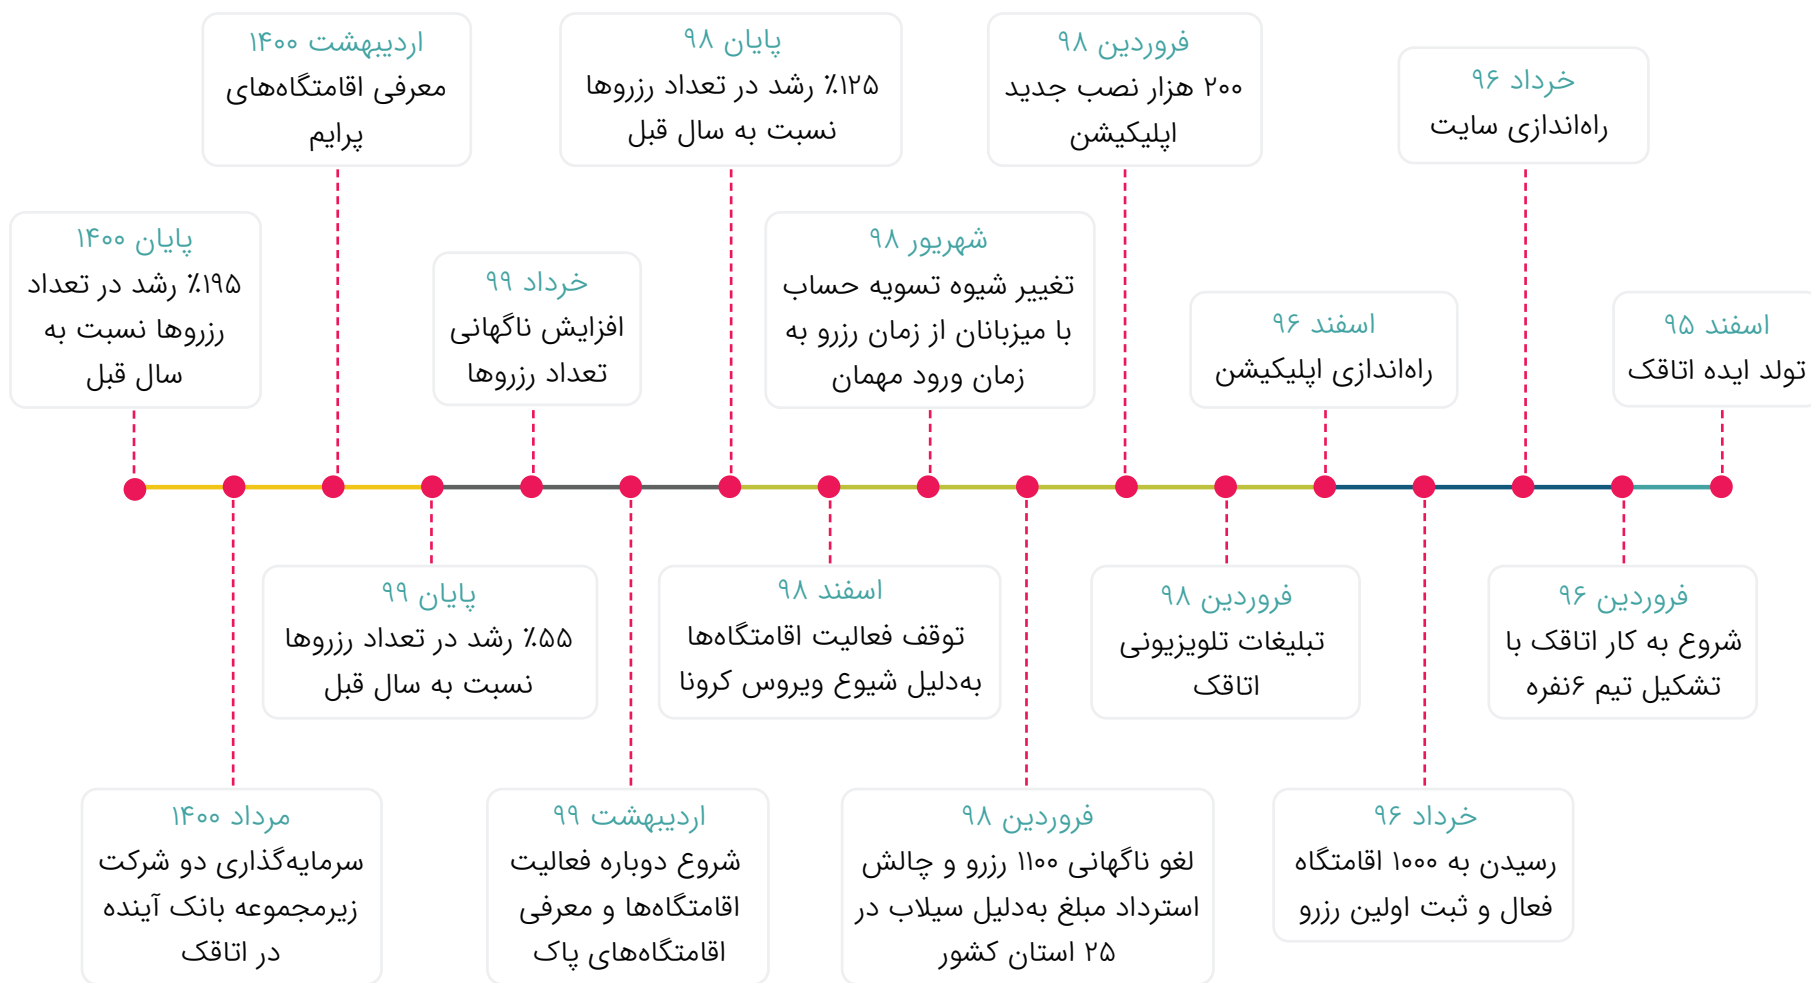 اسفند ۹۵
تولد ایده اتاقک
فروردین ۹۶
شروع به کار اتاقک با
تشکیل تیم ۶نفره
خرداد ۹۶
راه‌اندازی سایت
خرداد ۹۶
رسیدن به ۱۰۰۰ اقامتگاه
فعال و ثبت اولین رزرو
اسفند ۹۶
راه‌اندازی اپلیکیشن
فروردین ۹۸
تبلیغات تلویزیونی
اتاقک
فروردین ۹۸
۲۰۰ هزار نصب جدید
اپلیکیشن
فروردین ۹۸
لغو ناگهانی ۱۱۰۰ رزرو و چالش
استرداد مبلغ به‌دلیل سیلاب در
۲۵ استان کشور
شهریور ۹۸
تغییر شیوه تسویه حساب
با میزبانان از زمان رزرو به
زمان ورود مهمان
اسفند ۹۸
توقف فعالیت اقامتگاه‌ها
به‌دلیل شیوع ویروس کرونا
پایان ۹۸
۱۲۵٪ رشد در تعداد رزروها
نسبت به سال قبل
اردیبهشت ۹۹
شروع دوباره فعالیت
اقامتگاه‌ها و معرفی
اقامتگاه‌های پاک
خرداد ۹۹
افزایش ناگهانی
تعداد رزروها
پایان ۹۹
۵۵٪ رشد در تعداد رزروها
نسبت به سال قبل
اردیبهشت ۱۴۰۰
معرفی اقامتگاه‌های
پرایم
مرداد ۱۴۰۰
سرمایه‌گذاری دو شرکت
زیرمجموعه بانک آینده
در اتاقک
پایان ۱۴۰۰
۱۹۵٪ رشد در تعداد
رزروها نسبت به
سال قبل